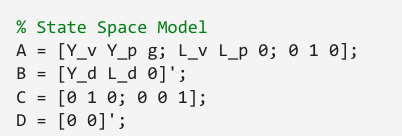 % State Space Model
A = [Y_v Y_p g; L_v L_p 0; 0 1 0];
B = [Y_d L_d 0]';
C = [0 1 0; 0 0 1];
D = [0 0]';